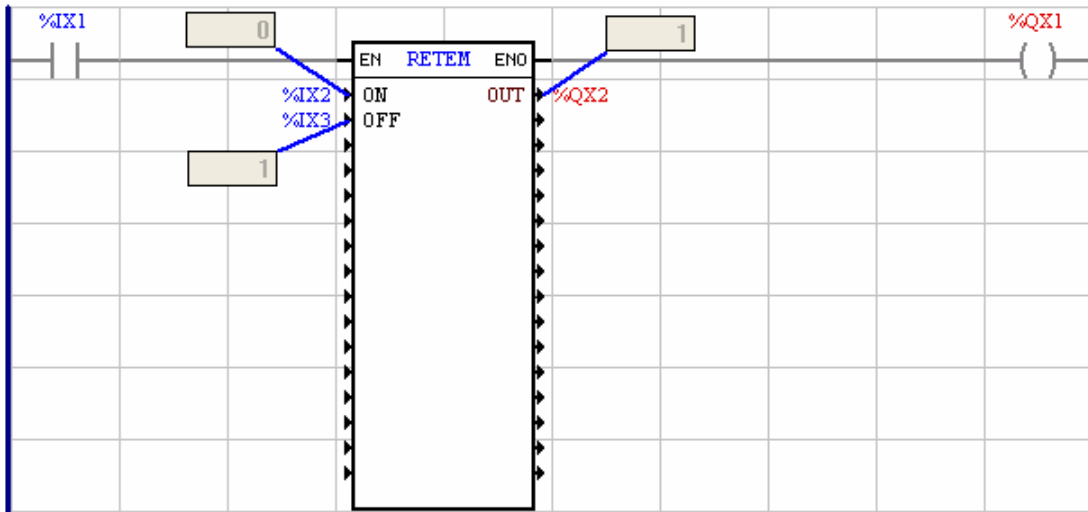 %IX1 0 1 %QX1
EN RETEM ENO
%IX2 ON OUT %QX2
%IX3 OFF
1